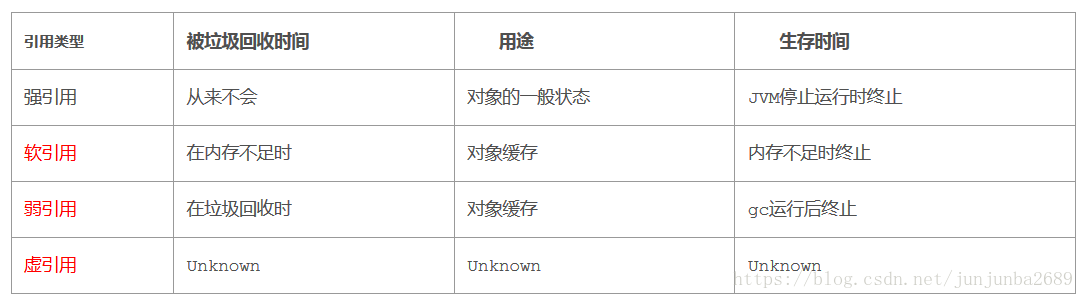 引用类型 被垃圾回收时间 用途 生存时间
强引用 从来不会 对象的一般状态 JVM停止运行时终止
软引用 在内存不足时 对象缓存 内存不足时终止
弱引用 在垃圾回收时 对象缓存 gc运行后终止
虚引用 Unknown Unknown Unknown
https://blog.csdn.net/junjunba2689